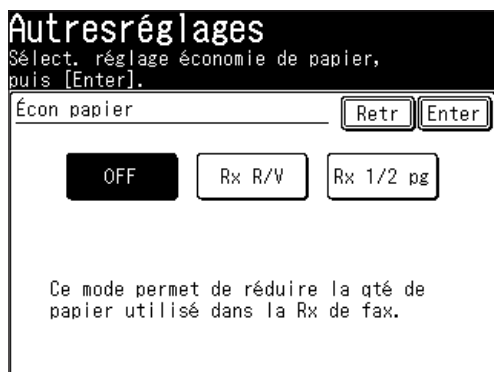 Autresréglages
Sélect. réglage économie de papier,
puis [Enter].
Écon papier Retr Enter
OFF Rx R/V Rx 1/2 pg
Ce mode permet de réduire la qté de
papier utilisé dans la Rx de fax.